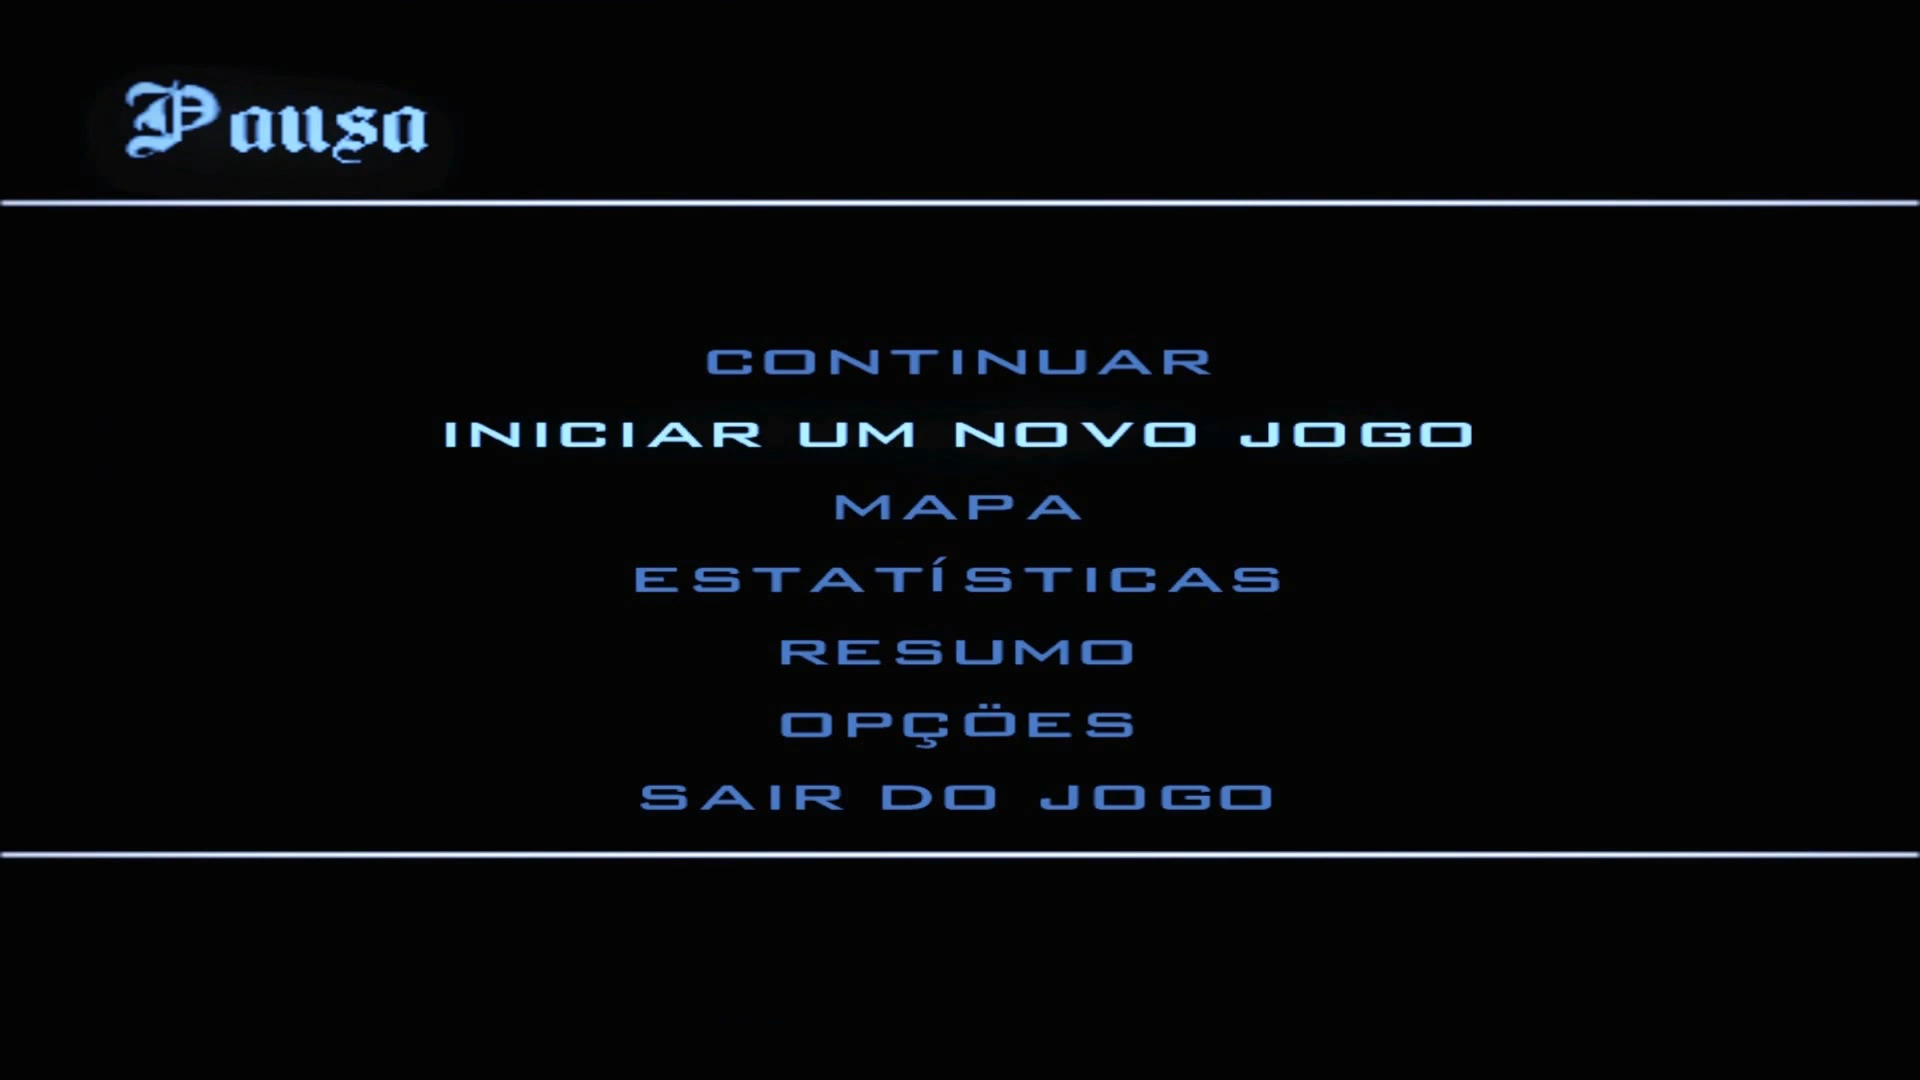 Pausa
CONTINUAR
INICIAR UM NOVO JOGO
MAPA
ESTATÍSTICAS
RESUMO
OPÇÖES
SAIR DO JOGO